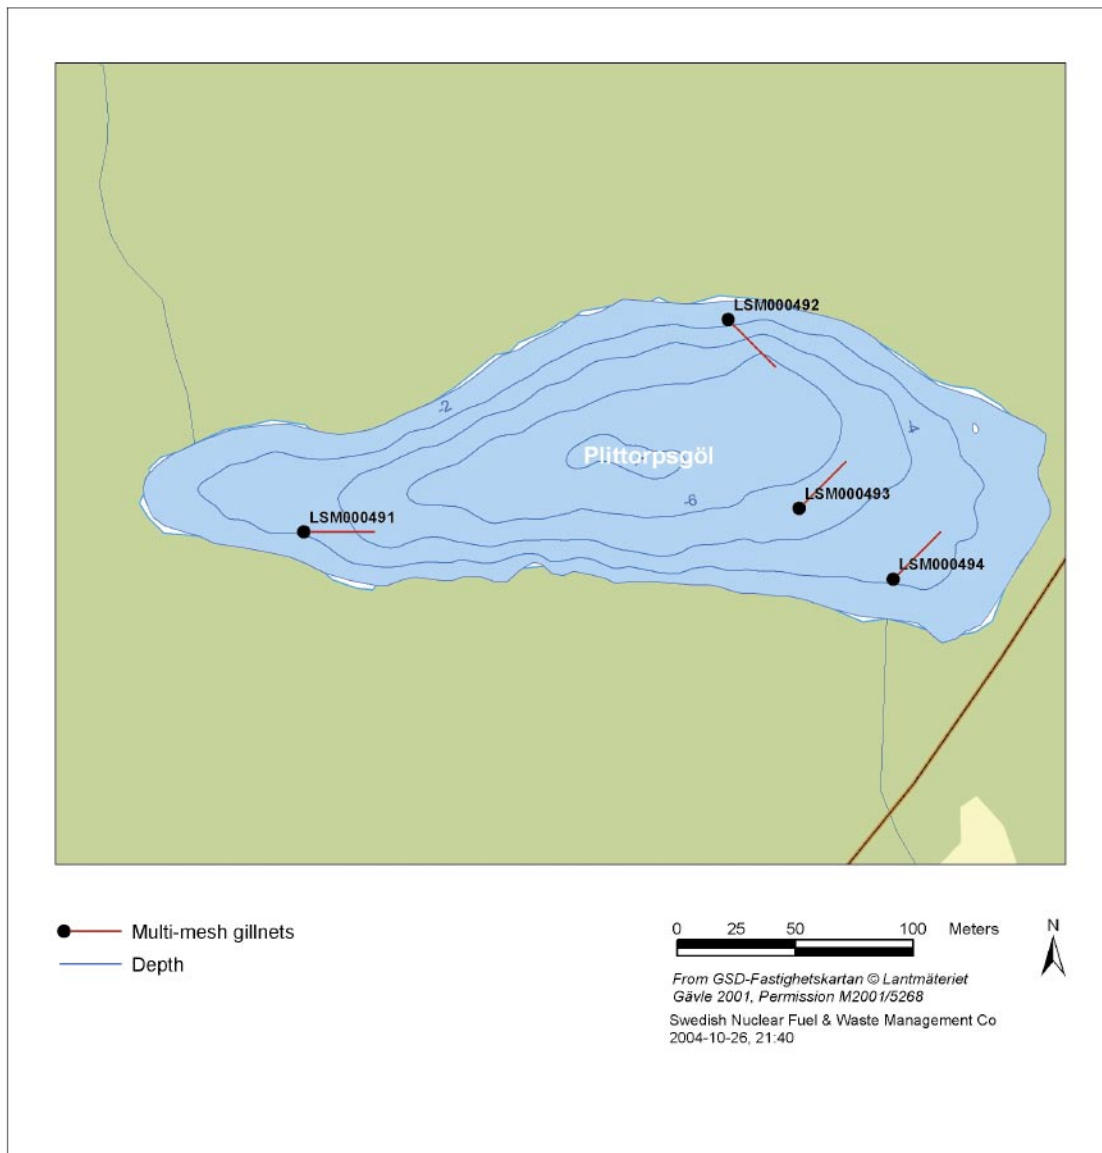 LSM000492
-2
-4
Plittorpsgöl
-6
LSM000493
LSM000491
LSM000494
Multi-mesh gillnets
Depth
0 25 50 100 Meters
N
From GSD-Fastighetskartan © Lantmäteriet
Gävle 2001, Permission M2001/5268
Swedish Nuclear Fuel & Waste Management Co
2004-10-26, 21:40